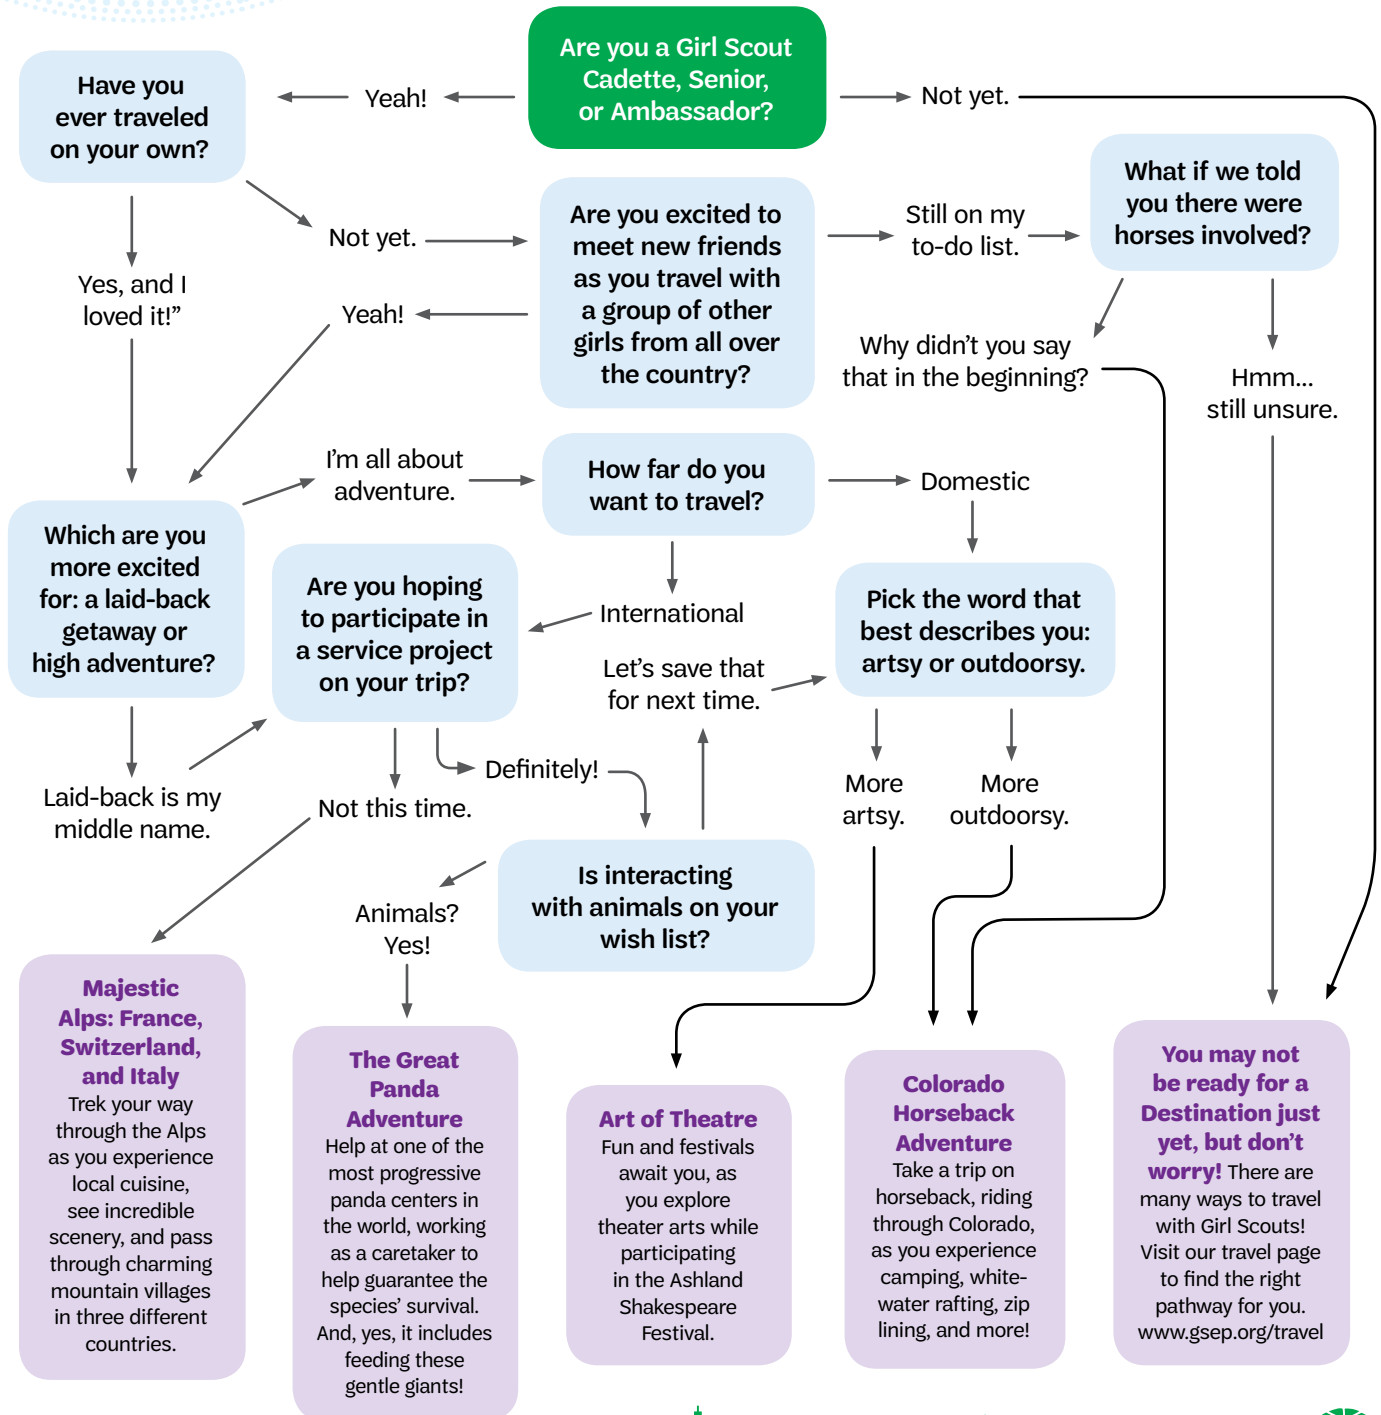 Are you a Girl Scout
Cadette, Senior,
or Ambassador?
Yeah!
Not yet.
Have you
ever traveled
on your own?
Not yet.
Yes, and I
loved it!”
Are you excited to
meet new friends
as you travel with
a group of other
girls from all over
the country?
Yeah!
Still on my
to-do list.
What if we told
you there were
horses involved?
Why didn’t you say
that in the beginning?
Hmm...
still unsure.
Which are you
more excited
for: a laid-back
getaway or
high adventure?
I’m all about
adventure.
Laid-back is my
middle name.
How far do you
want to travel?
Domestic
International
Are you hoping
to participate in
a service project
on your trip?
Not this time.
Definitely!
Is interacting
with animals on your
wish list?
Let’s save that
for next time.
Animals?
Yes!
Pick the word that
best describes you:
artsy or outdoorsy.
More
artsy.
More
outdoorsy.
Majestic
Alps: France,
Switzerland,
and Italy
Trek your way
through the Alps
as you experience
local cuisine,
see incredible
scenery, and pass
through charming
mountain villages
in three different
countries.
The Great
Panda
Adventure
Help at one of the
most progressive
panda centers in
the world, working
as a caretaker to
help guarantee the
species’ survival.
And, yes, it includes
feeding these
gentle giants!
Art of Theatre
Fun and festivals
await you, as
you explore
theater arts while
participating
in the Ashland
Shakespeare
Festival.
Colorado
Horseback
Adventure
Take a trip on
horseback, riding
through Colorado,
as you experience
camping, white-
water rafting, zip
lining, and more!
You may not
be ready for a
Destination just
yet, but don’t
worry! There are
many ways to travel
with Girl Scouts!
Visit our travel page
to find the right
pathway for you.
www.gsep.org/travel